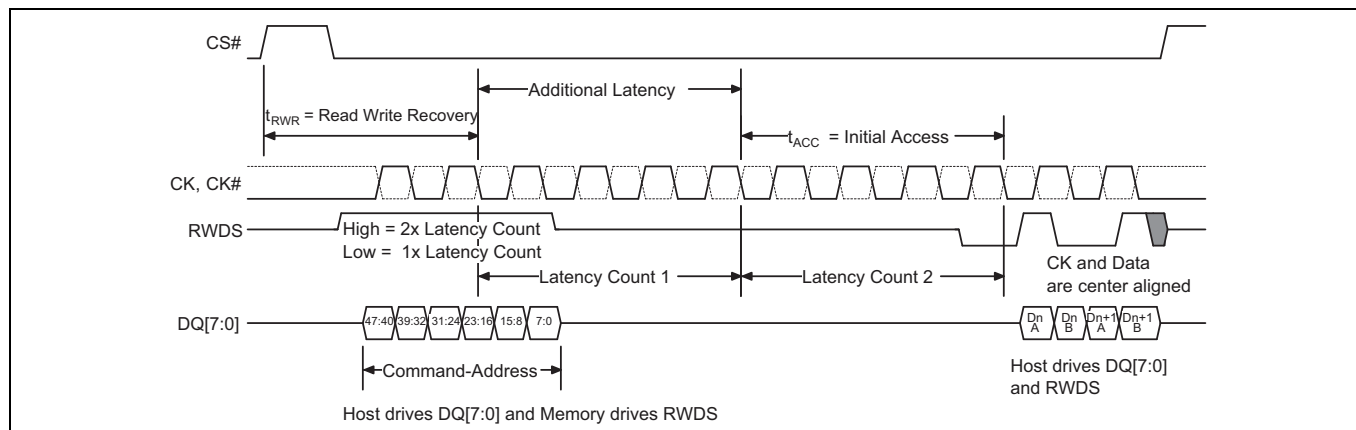 CS#
Additional Latency
tRWR = Read Write Recovery
tACC = Initial Access
CK, CK#
RWDS
High = 2x Latency Count
Low = 1x Latency Count
Latency Count 1
Latency Count 2
CK and Data
are center aligned
DQ[7:0]
47:40 39:32 31:24 23:16 15:8 7:0
Dn A
Dn B
Dn+1 A
Dn+1 B
Command-Address
Host drives DQ[7:0]
and RWDS
Host drives DQ[7:0] and Memory drives RWDS